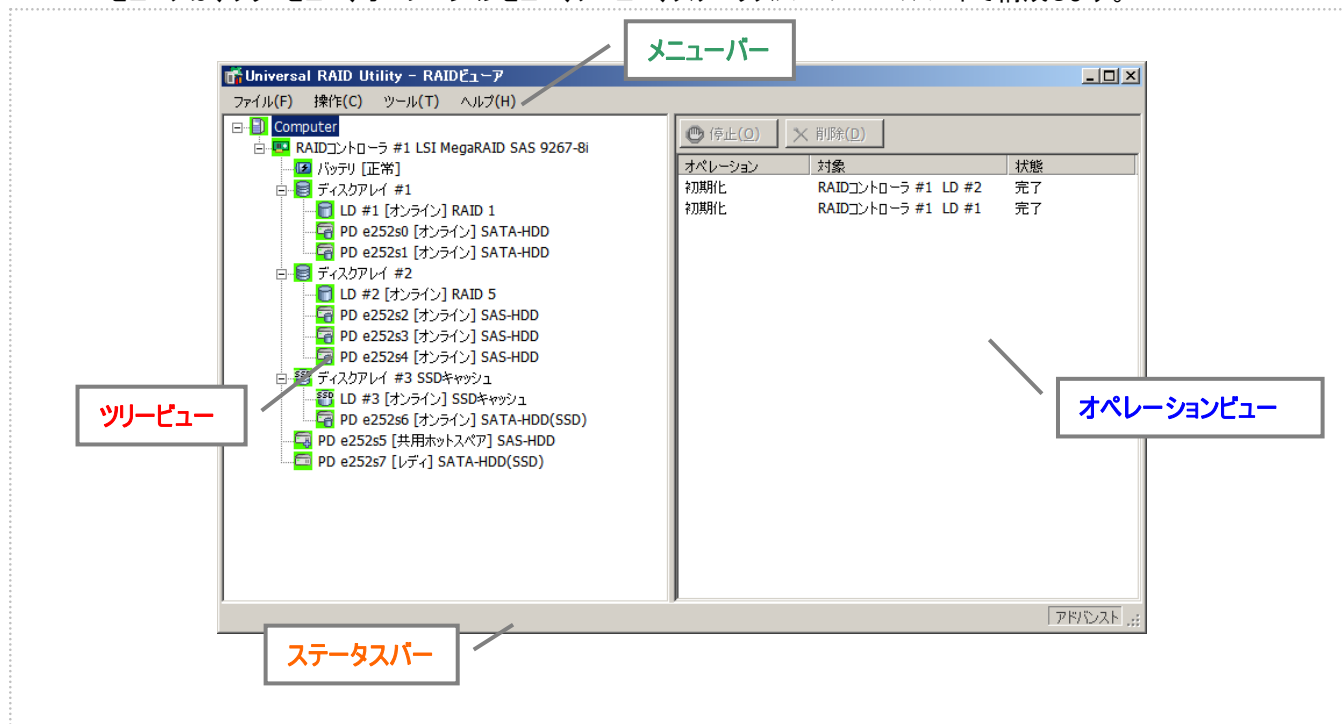 メニューバー
Universal RAID Utility - RAIDビューア
ファイル(F) 操作(C) ツール(T) ヘルプ(H)
Computer
RAIDコントローラ #1 LSI MegaRAID SAS 9267-8i
バッテリ [正常]
ディスクアレイ #1
LD #1 [オンライン] RAID 1
PD e252s0 [オンライン] SATA-HDD
PD e252s1 [オンライン] SATA-HDD
ディスクアレイ #2
LD #2 [オンライン] RAID 5
PD e252s2 [オンライン] SAS-HDD
PD e252s3 [オンライン] SAS-HDD
PD e252s4 [オンライン] SAS-HDD
ディスクアレイ #3 SSDキャッシュ
LD #3 [オンライン] SSDキャッシュ
PD e252s6 [オンライン] SATA-HDD(SSD)
PD e252s5 [共用ホットスペア] SAS-HDD
PD e252s7 [レディ] SATA-HDD(SSD)
停止(O) 削除(D)
オペレーション 対象 状態
初期化 RAIDコントローラ #1 LD #2 完了
初期化 RAIDコントローラ #1 LD #1 完了
ツリービュー
オペレーションビュー
アドバンスト
ステータスバー